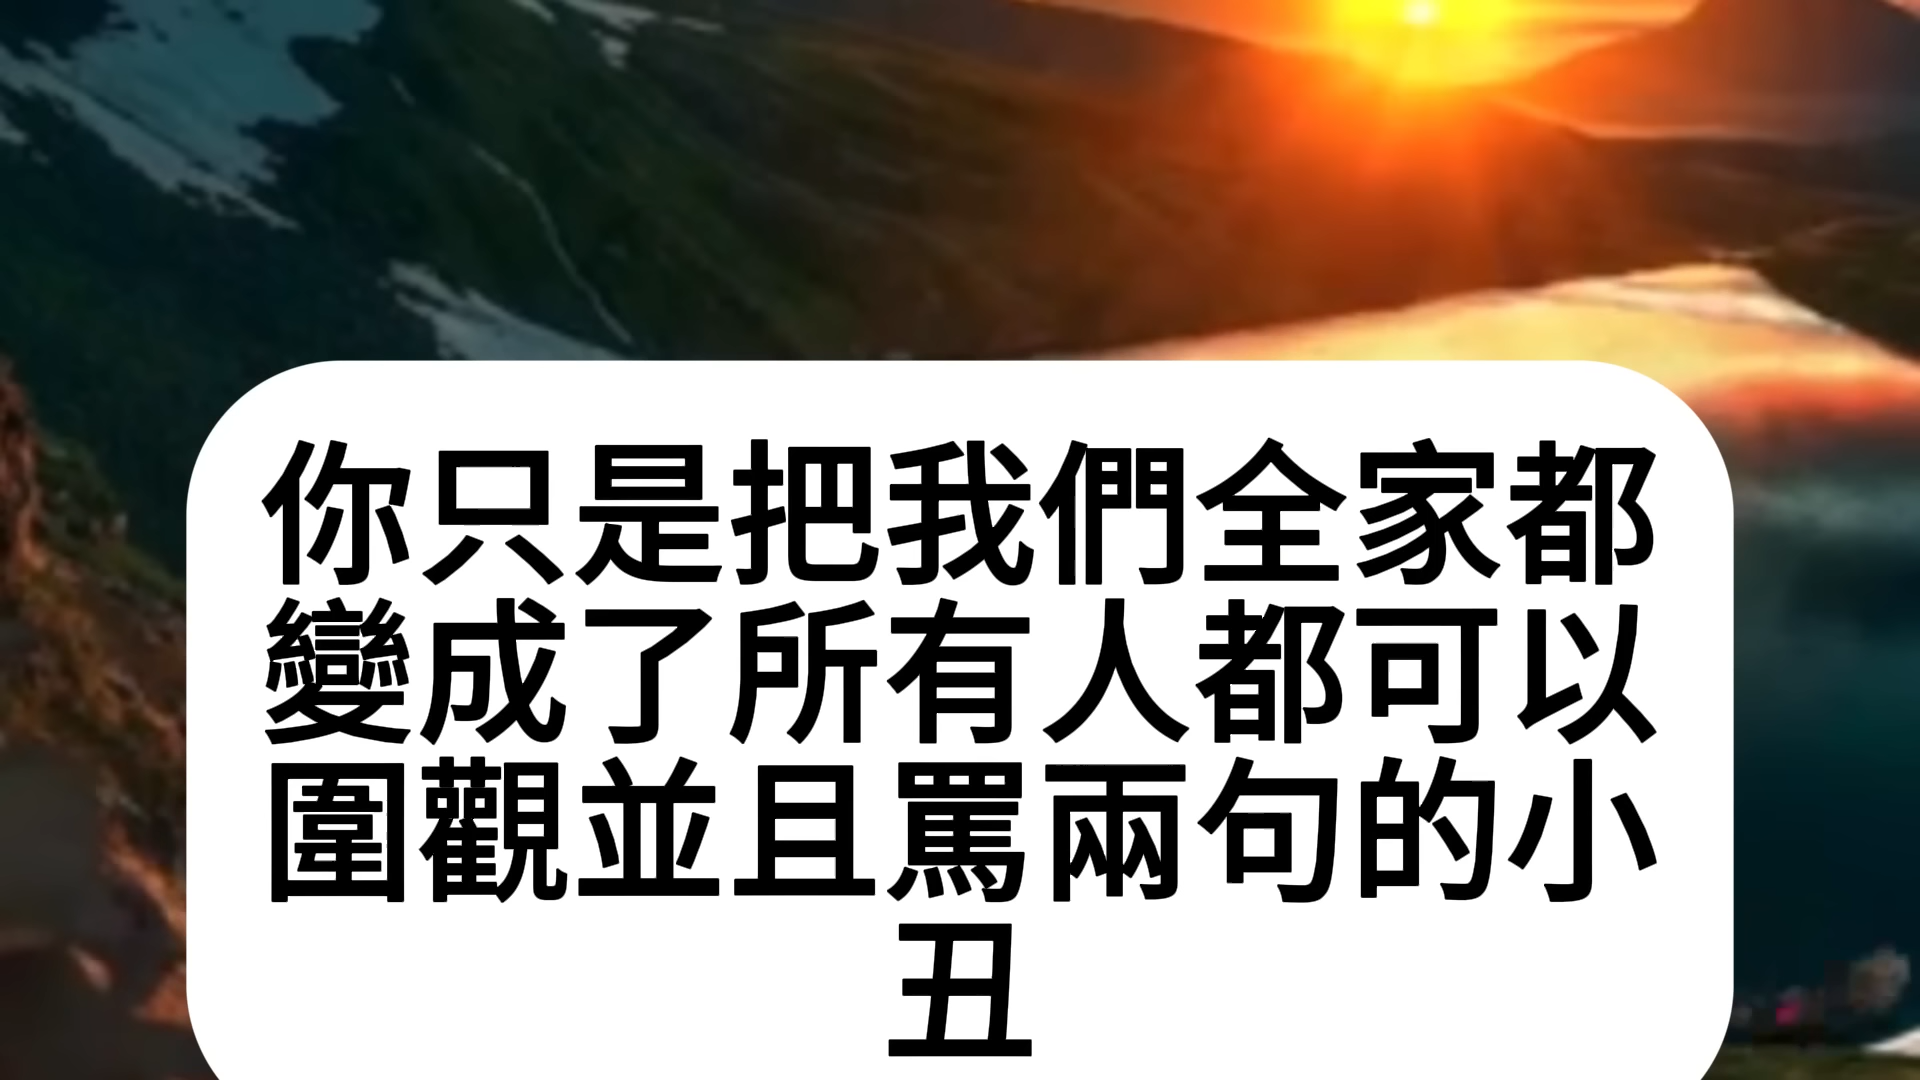 你只是把我們全家都
變成了所有人都可以
圍觀並且罵兩句的小
丑